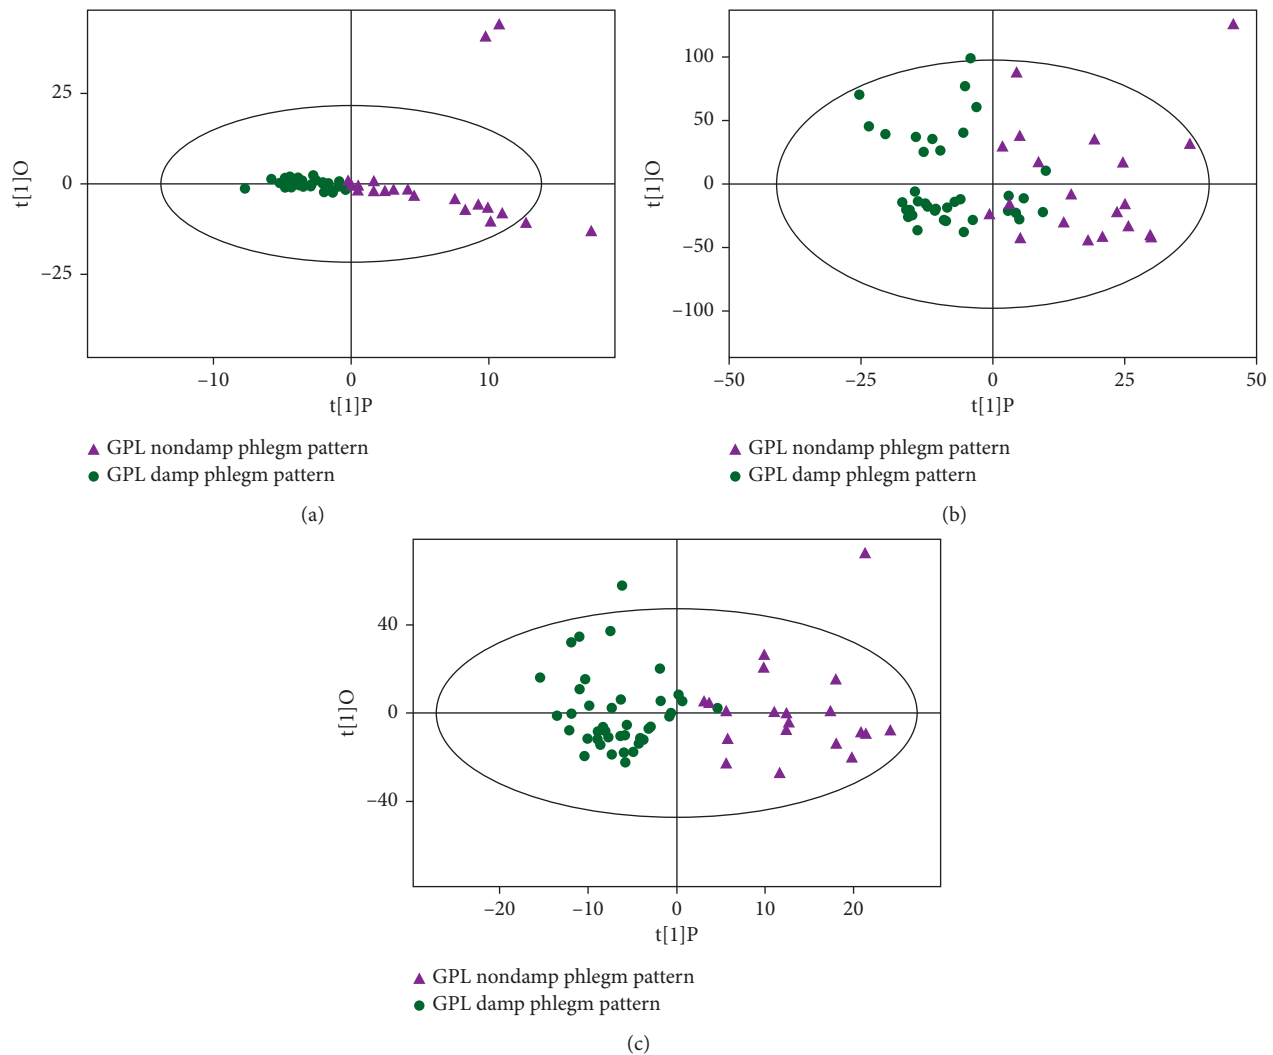 t[1]O
25
0
−25
−10
0
10
t[1]P
GPL nondamp phlegm pattern
GPL damp phlegm pattern
(a)
t[1]O
100
50
0
−50
−100
−50
−25
0
25
50
t[1]P
GPL nondamp phlegm pattern
GPL damp phlegm pattern
(b)
t[1]O
40
0
−40
−20
−10
0
10
20
t[1]P
GPL nondamp phlegm pattern
GPL damp phlegm pattern
(c)